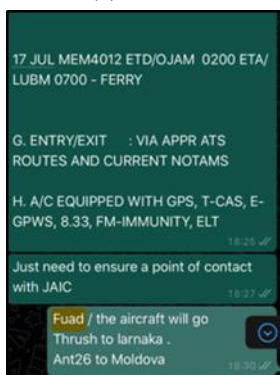 17 JUL MEM4012 ETD/OJAM 0200 ETA/
LUBM 0700 - FERRY
G. ENTRY/EXIT : VIA APPR ATS
ROUTES AND CURRENT NOTAMS
H. A/C EQUIPPED WITH GPS, T-CAS, E-
GPWS, 8.33, FM-IMMUNITY, ELT
18:25
Just need to ensure a point of contact
with JAIC
18:27
Fuad / the aircraft will go
Thrush to larnaka .
Ant26 to Moldova
18:30